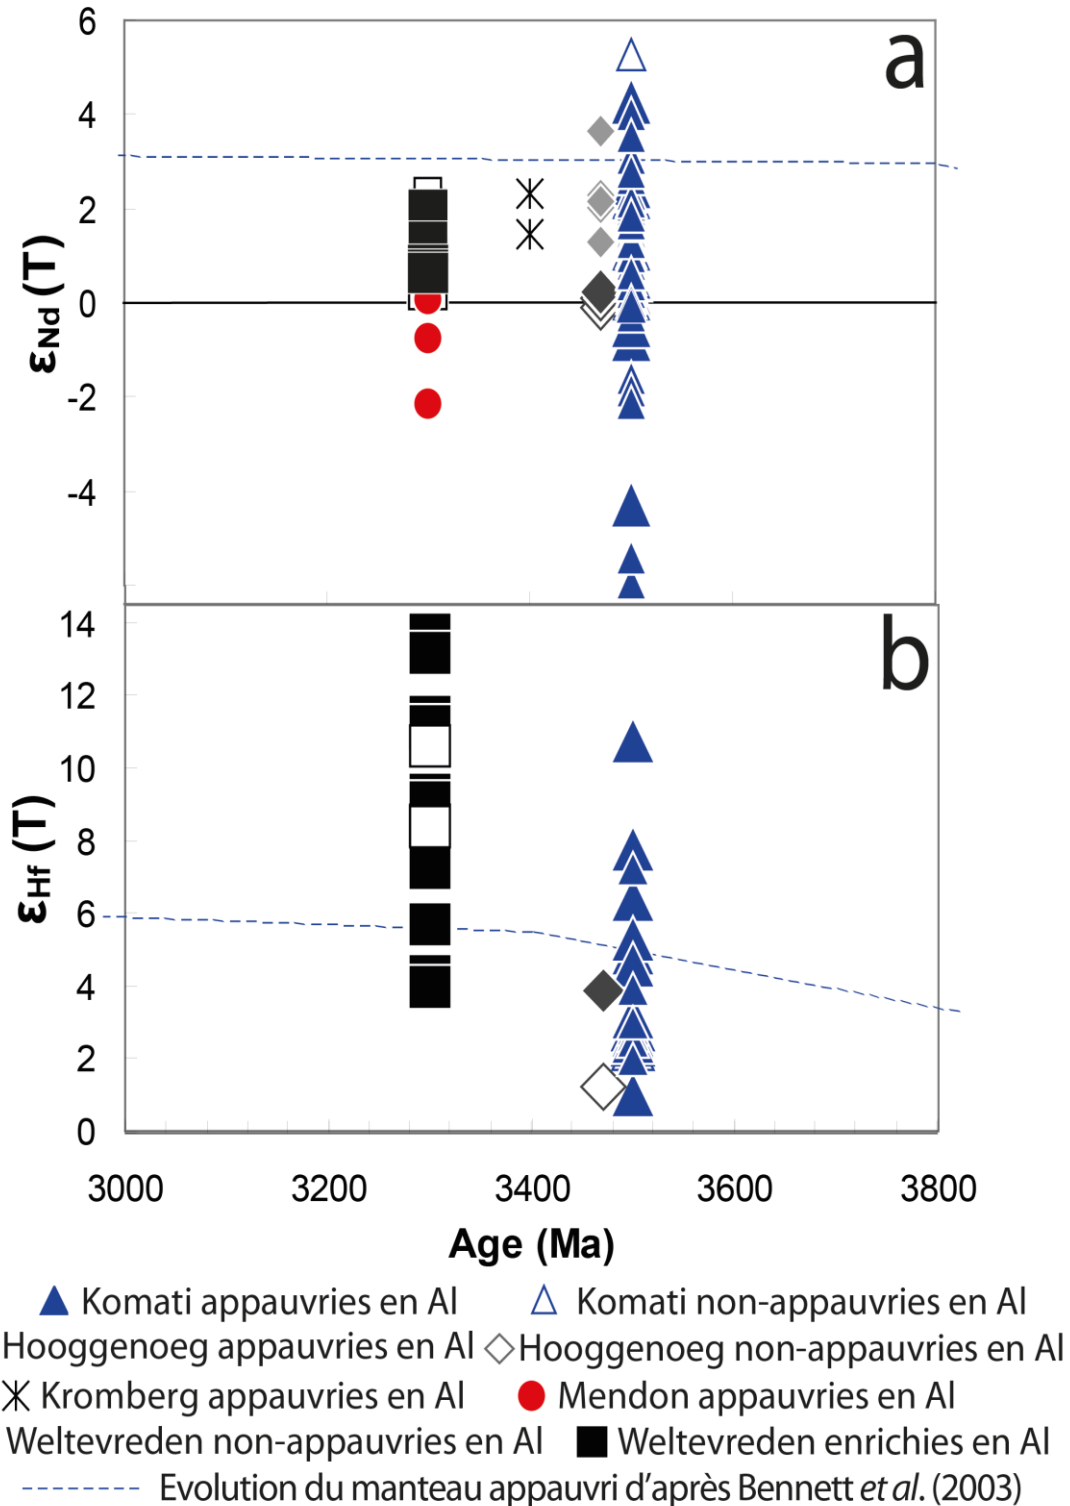 6
a
4
2
0
-2
-4
εNd (T)
14
b
12
10
8
6
4
2
0
εHf (T)
3000 3200 3400 3600 3800
Age (Ma)
Komati appauvries en Al Komati non-appauvries en Al
Hooggenoeg appauvries en Al Hooggenoeg non-appauvries en Al
Kromberg appauvries en Al Mendon appauvries en Al
Weltevreden non-appauvries en Al Weltevreden enrichies en Al
Evolution du manteau appauvri d'après Bennett et al. (2003)